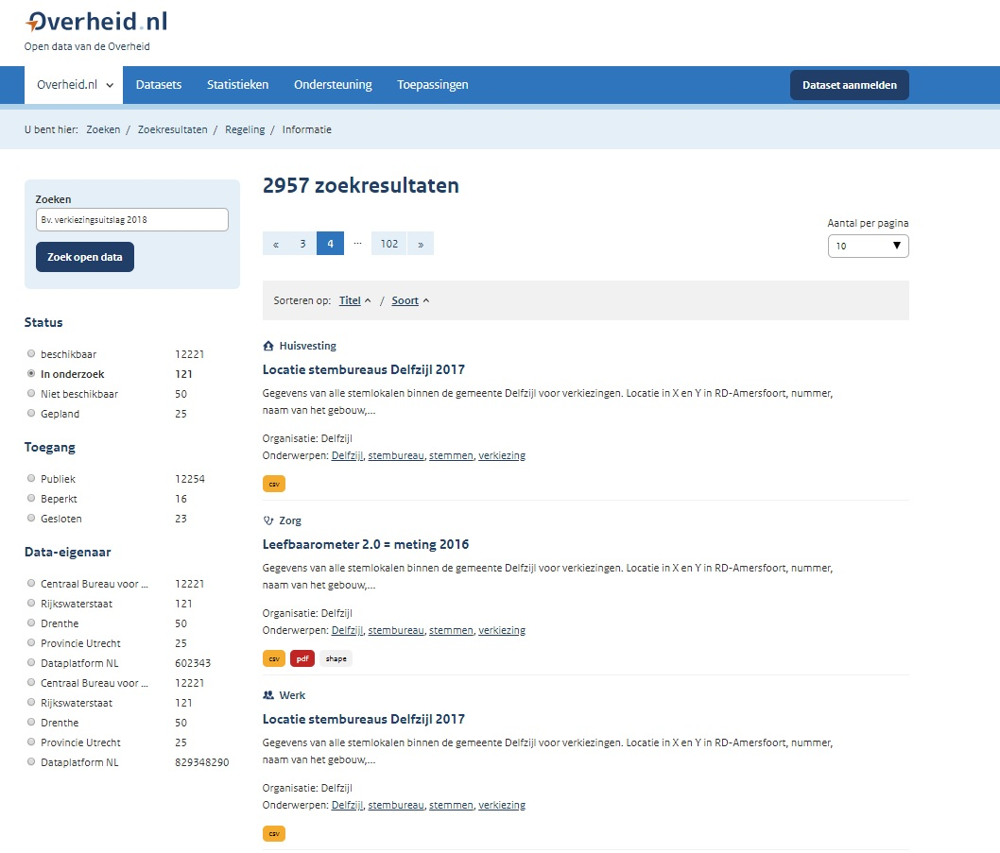 Overheid.nl
Open data van de Overheid
Overheid.nl Datasets Statistieken Ondersteuning Toepassingen Dataset aanmelden
U bent hier: Zoeken / Zoekresultaten / Regeling / Informatie
Zoeken
Bv. verkiezingsuitslag 2018
Zoek open data
Status
beschikbaar 12221
In onderzoek 121
Niet beschikbaar 50
Gepland 25
Toegang
Publiek 12254
Beperkt 16
Gesloten 23
Data-eigenaar
Centraal Bureau voor ... 12221
Rijkswaterstaat 121
Drenthe 50
Provincie Utrecht 25
Dataplatform NL 602343
Centraal Bureau voor ... 12221
Rijkswaterstaat 121
Drenthe 50
Provincie Utrecht 25
Dataplatform NL 829348290
2957 zoekresultaten
« 3 4 ... 102 »
Aantal per pagina
10
Sorteren op: Titel / Soort
Huisvesting
Locatie stembureaus Delfzijl 2017
Gegevens van alle stemlokalen binnen de gemeente Delfzijl voor verkiezingen. Locatie in X en Y in RD-Amersfoort, nummer,
naam van het gebouw,...
Organisatie: Delfzijl
Onderwerpen: Delfzijl, stembureau, stemmen, verkiezing
csv
Zorg
Leefbaarometer 2.0 = meting 2016
Gegevens van alle stemlokalen binnen de gemeente Delfzijl voor verkiezingen. Locatie in X en Y in RD-Amersfoort, nummer,
naam van het gebouw,...
Organisatie: Delfzijl
Onderwerpen: Delfzijl, stembureau, stemmen, verkiezing
csv pdf shape
Werk
Locatie stembureaus Delfzijl 2017
Gegevens van alle stemlokalen binnen de gemeente Delfzijl voor verkiezingen. Locatie in X en Y in RD-Amersfoort, nummer,
naam van het gebouw,...
Organisatie: Delfzijl
Onderwerpen: Delfzijl, stembureau, stemmen, verkiezing
csv